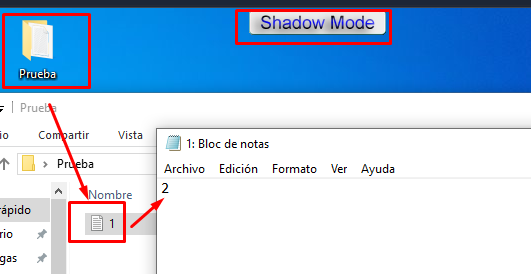 Shadow Mode
Prueba
Prueba
io Compartir Vista
Prueba
1: Bloc de notas
Archivo Edición Formato Ver Ayuda
2
Nombre
rápido
1
rio
gas